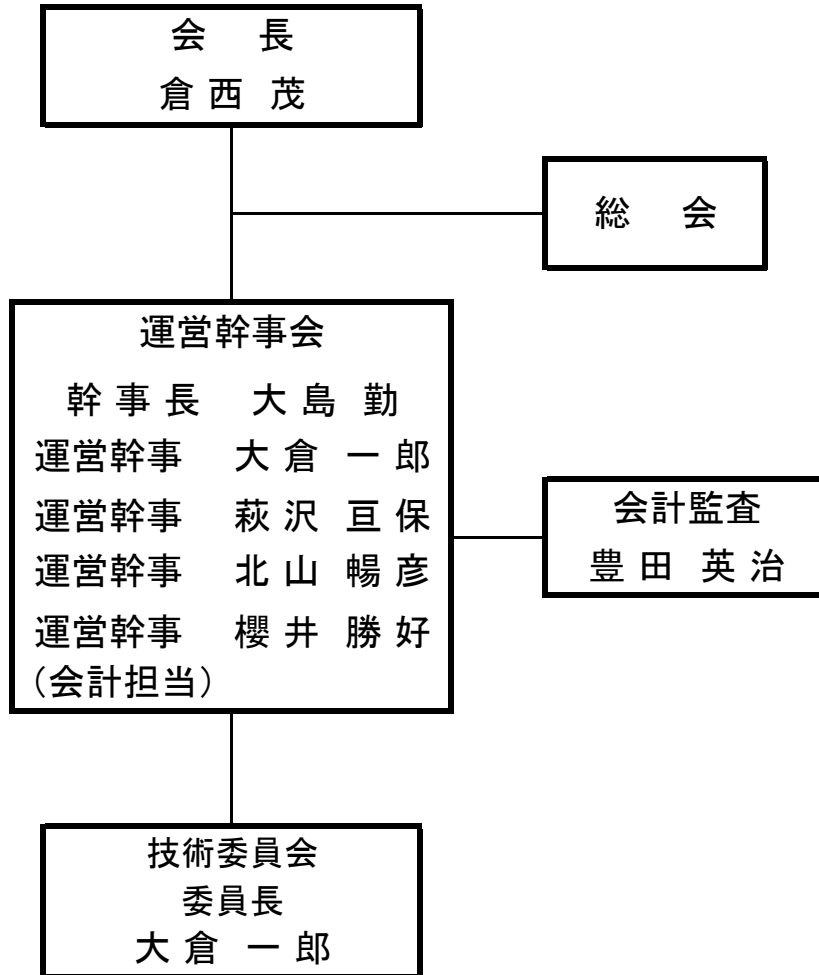 会 長
倉西 茂
総 会
運営幹事会
幹事長 大島 勤
運営幹事 大倉 一郎
運営幹事 萩沢 亘保
運営幹事 北山 暢彦
運営幹事 櫻井 勝好
(会計担当)
会計監査
豊田 英治
技術委員会
委員長
大倉 一郎